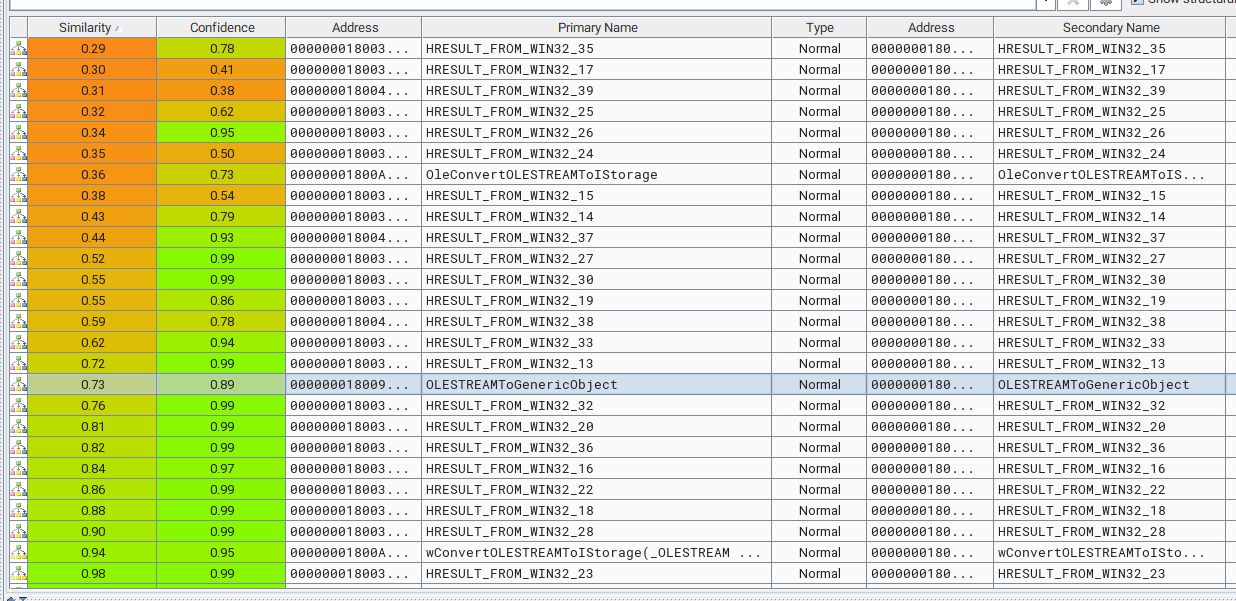 Show structural
Similarity Confidence Address Primary Name Type Address Secondary Name
0.29 0.78 000000018003... HRESULT_FROM_WIN32_35 Normal 0000000180... HRESULT_FROM_WIN32_35
0.30 0.41 000000018003... HRESULT_FROM_WIN32_17 Normal 0000000180... HRESULT_FROM_WIN32_17
0.31 0.38 000000018004... HRESULT_FROM_WIN32_39 Normal 0000000180... HRESULT_FROM_WIN32_39
0.32 0.62 000000018003... HRESULT_FROM_WIN32_25 Normal 0000000180... HRESULT_FROM_WIN32_25
0.34 0.95 000000018003... HRESULT_FROM_WIN32_26 Normal 0000000180... HRESULT_FROM_WIN32_26
0.35 0.50 000000018003... HRESULT_FROM_WIN32_24 Normal 0000000180... HRESULT_FROM_WIN32_24
0.36 0.73 00000001800A... OleConvertOLESTREAMToIStorage Normal 0000000180... OleConvertOLESTREAMToIS...
0.38 0.54 000000018003... HRESULT_FROM_WIN32_15 Normal 0000000180... HRESULT_FROM_WIN32_15
0.43 0.79 000000018003... HRESULT_FROM_WIN32_14 Normal 0000000180... HRESULT_FROM_WIN32_14
0.44 0.93 000000018004... HRESULT_FROM_WIN32_37 Normal 0000000180... HRESULT_FROM_WIN32_37
0.52 0.99 000000018003... HRESULT_FROM_WIN32_27 Normal 0000000180... HRESULT_FROM_WIN32_27
0.55 0.99 000000018003... HRESULT_FROM_WIN32_30 Normal 0000000180... HRESULT_FROM_WIN32_30
0.55 0.86 000000018003... HRESULT_FROM_WIN32_19 Normal 0000000180... HRESULT_FROM_WIN32_19
0.59 0.78 000000018004... HRESULT_FROM_WIN32_38 Normal 0000000180... HRESULT_FROM_WIN32_38
0.62 0.94 000000018003... HRESULT_FROM_WIN32_33 Normal 0000000180... HRESULT_FROM_WIN32_33
0.72 0.99 000000018003... HRESULT_FROM_WIN32_13 Normal 0000000180... HRESULT_FROM_WIN32_13
0.73 0.89 000000018009... OLESTREAMToGenericObject Normal 0000000180... OLESTREAMToGenericObject
0.76 0.99 000000018003... HRESULT_FROM_WIN32_32 Normal 0000000180... HRESULT_FROM_WIN32_32
0.81 0.99 000000018003... HRESULT_FROM_WIN32_20 Normal 0000000180... HRESULT_FROM_WIN32_20
0.82 0.99 000000018003... HRESULT_FROM_WIN32_36 Normal 0000000180... HRESULT_FROM_WIN32_36
0.84 0.97 000000018003... HRESULT_FROM_WIN32_16 Normal 0000000180... HRESULT_FROM_WIN32_16
0.86 0.99 000000018003... HRESULT_FROM_WIN32_22 Normal 0000000180... HRESULT_FROM_WIN32_22
0.88 0.99 000000018003... HRESULT_FROM_WIN32_18 Normal 0000000180... HRESULT_FROM_WIN32_18
0.90 0.99 000000018003... HRESULT_FROM_WIN32_28 Normal 0000000180... HRESULT_FROM_WIN32_28
0.94 0.95 00000001800A... wConvertOLESTREAMToIStorage(_OLESTREAM ... Normal 0000000180... wConvertOLESTREAMToISto...
0.98 0.99 000000018003... HRESULT_FROM_WIN32_23 Normal 0000000180... HRESULT_FROM_WIN32_23